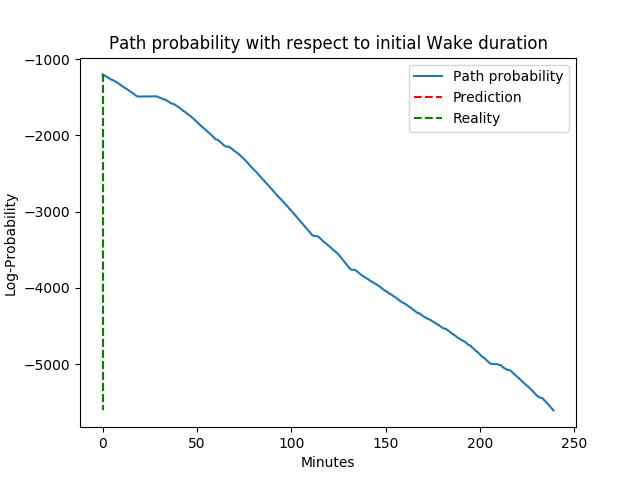 Path probability with respect to initial Wake duration
−1000
−2000
−3000
−4000
−5000
Log-Probability
Path probability
Prediction
Reality
0
50
100
150
200
250
Minutes